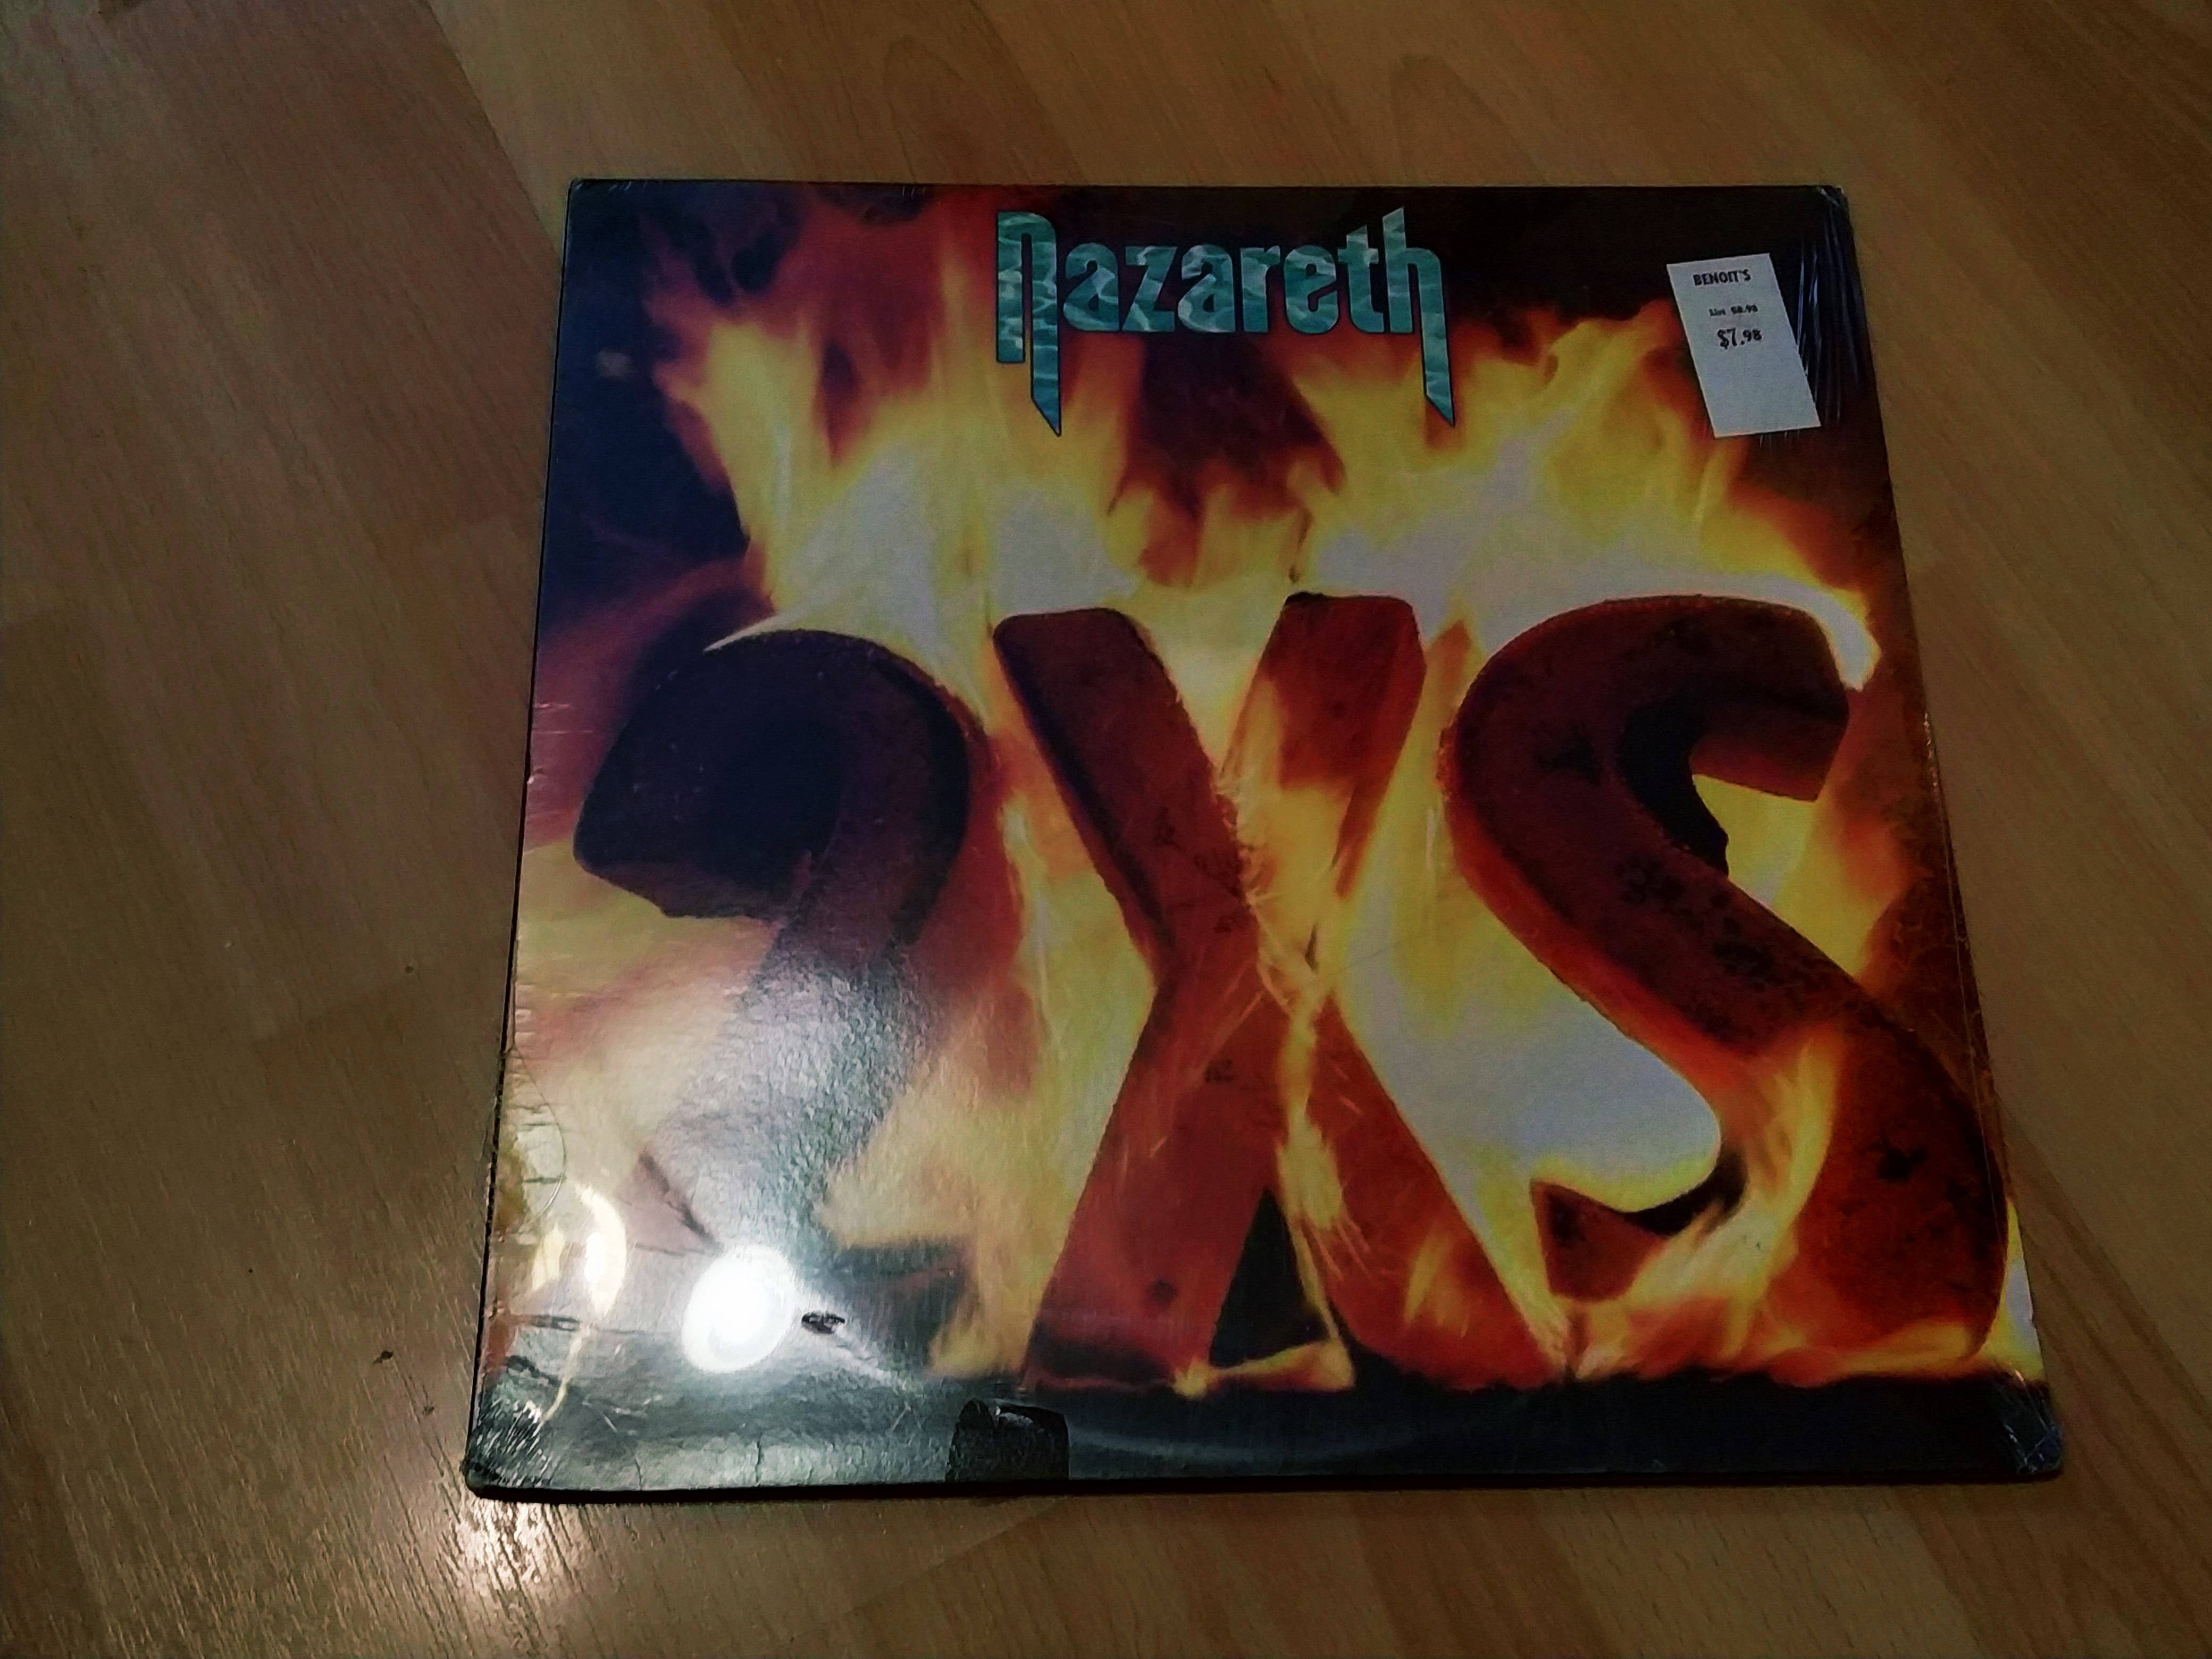 Nazareth
BENOIT'S
List $8.98
$7.98
2XS